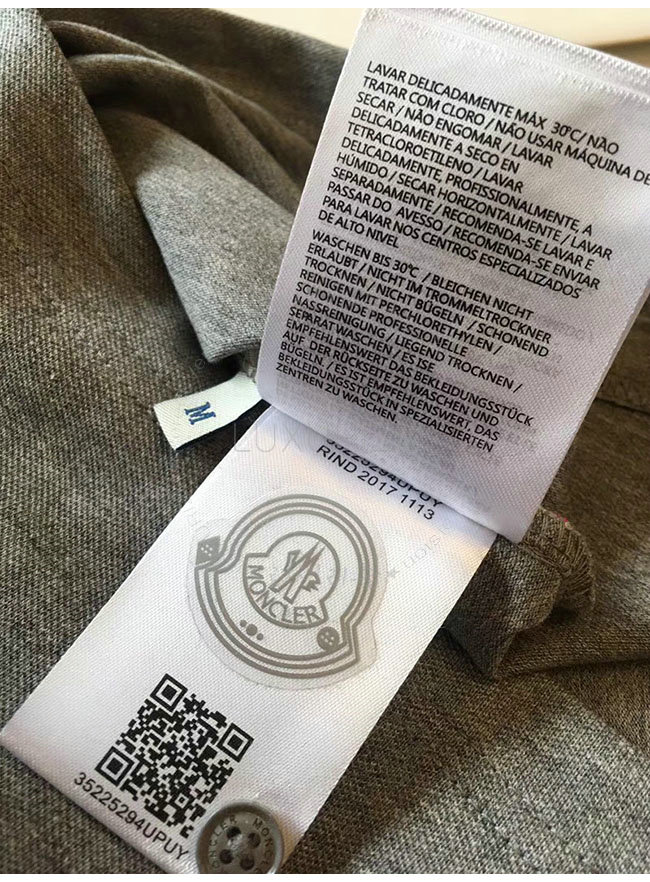 LAVAR DELICADAMENTE MÁX 30°C/NÃO
TRATAR COM CLORO/NÃO USAR MÁQUINA DE
SECAR/NÃO ENGOMAR/LAVAR
DELICADAMENTE A SECO EN
TETRACLOROETILENO/LAVAR
DELICADAMENTE, PROFISSIONALMENTE, A
HÚMIDO/SECAR HORIZONTALMENTE/LAVAR
SEPARADAMENTE/RECOMENDA-SE LAVAR E
PASSAR DO AVESSO/RECOMENDA-SE ENVIAR
PARA LAVAR NOS CENTROS ESPECIALIZADOS
DE ALTO NIVEL
WASCHEN BIS 30°C /BLEICHEN NICHT
ERLAUBT/NICHT IM TROMMELTROCKNER
TROCKNEN/NICHT BÜGELN /SCHONEND
REINIGEN MIT PERCHLORETHYLEN/
SCHONENDE PROFESSIONELLE
NASSREINIGUNG/LIEGEND TROCKNEN/
SEPARAT WASCHEN/ES ISE
EMPFEHLENSWERT DAS BEKLEIDUNGSSTÜCK
AUF DER RÜCKSEITE ZU WASCHEN UND
BÜGELN./ES IST EMPFEHLENSWERT, DAS
BEKLEIDUNGSSTÜCK IN SPEZIALISIERTEN
ZENTREN ZU WASCHEN.
M
35225294UPUY
RIND 2017 1113
MONCLER
35225294UPUY
MONCLER